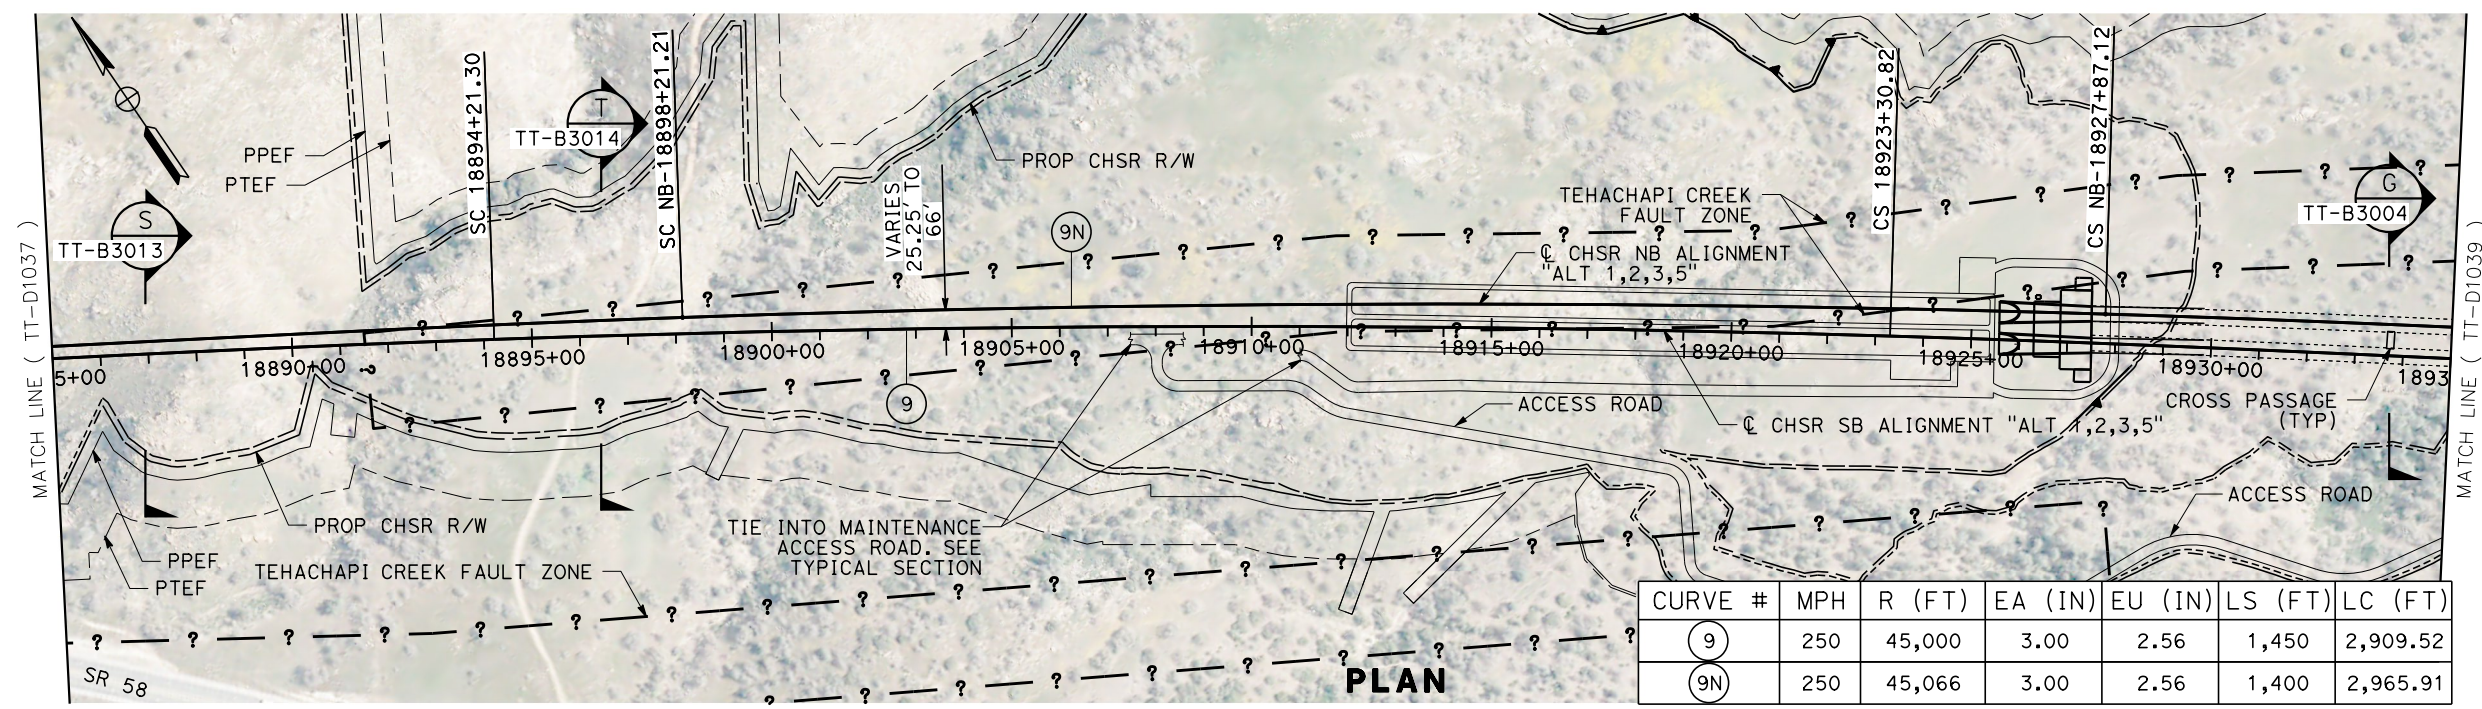 MATCH LINE ( TT-D1037 )
S
TT-B3013
PPEF
PTEF
SC 18894+21.30
T
TT-B3014
SC NB-18898+21.21
VARIES
25.25' TO
66'
PROP CHSR R/W
9N
TEHACHAPI CREEK
FAULT ZONE
℄ CHSR NB ALIGNMENT
"ALT 1,2,3,5"
CS 18923+30.82
CS NB-18927+87.12
G
TT-B3004
MATCH LINE ( TT-D1039 )
5+00
18890+00
18895+00
18900+00
18905+00
18910+00
18915+00
18920+00
18925+00
18930+00
1893
9
ACCESS ROAD
℄ CHSR SB ALIGNMENT "ALT 1,2,3,5"
CROSS PASSAGE
(TYP)
ACCESS ROAD
PROP CHSR R/W
PPEF
PTEF
TEHACHAPI CREEK FAULT ZONE
TIE INTO MAINTENANCE
ACCESS ROAD. SEE
TYPICAL SECTION
SR 58
PLAN
CURVE # MPH R (FT) EA (IN) EU (IN) LS (FT) LC (FT)
9 250 45,000 3.00 2.56 1,450 2,909.52
9N 250 45,066 3.00 2.56 1,400 2,965.91